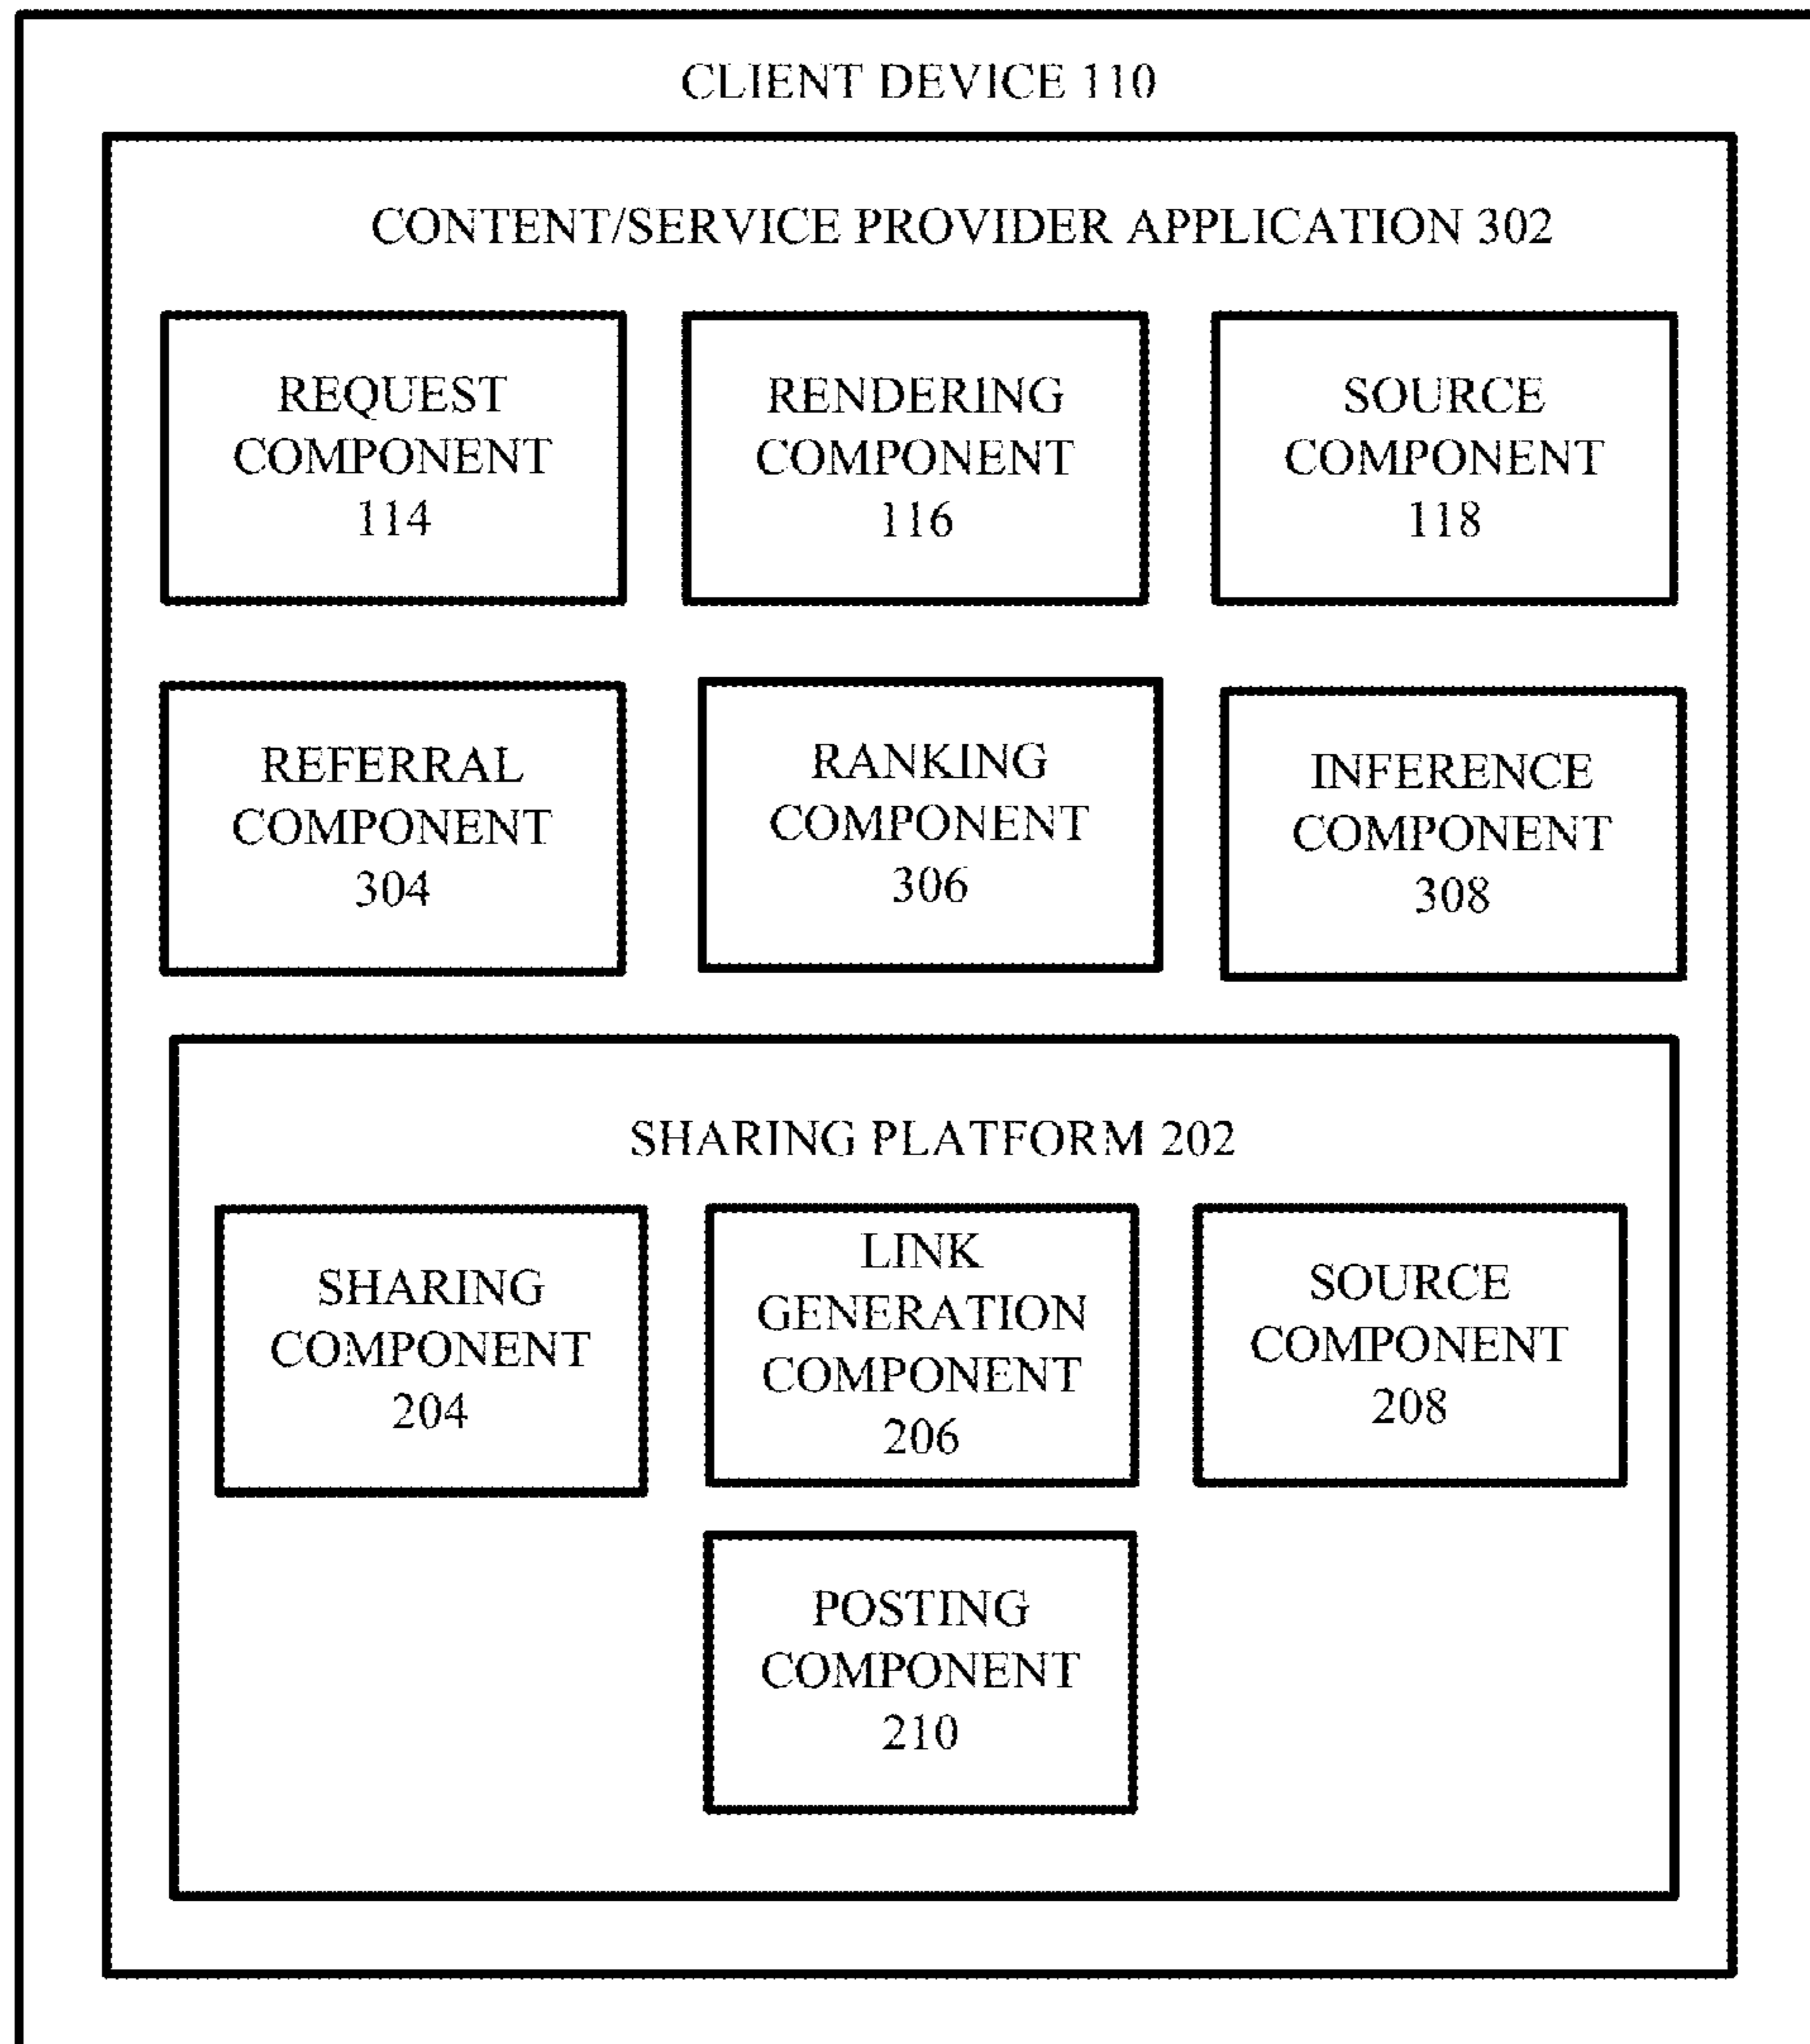 CLIENT DEVICE 110
CONTENT/SERVICE PROVIDER APPLICATION 302
REQUEST
COMPONENT
114
RENDERING
COMPONENT
116
SOURCE
COMPONENT
118
REFERRAL
COMPONENT
304
RANKING
COMPONENT
306
INFERENCE
COMPONENT
308
SHARING PLATFORM 202
SHARING
COMPONENT
204
LINK
GENERATION
COMPONENT
206
SOURCE
COMPONENT
208
POSTING
COMPONENT
210